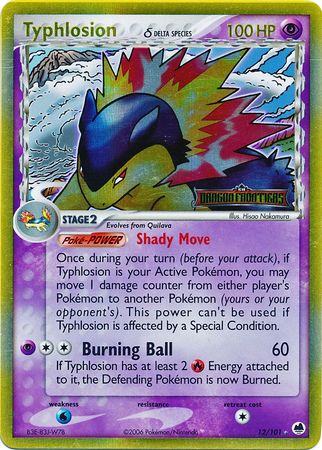 Typhlosion δ DELTA SPECIES 100 HP
DRAGON FRONTIERS
Illus. Hisao Nakamura
STAGE 2 Evolves from Quilava
Poké-POWER Shady Move
Once during your turn (before your attack), if
Typhlosion is your Active Pokémon, you may
move 1 damage counter from either player's
Pokémon to another Pokémon (yours or your
opponent's). This power can't be used if
Typhlosion is affected by a Special Condition.
Burning Ball 60
If Typhlosion has at least 2 Energy attached
to it, the Defending Pokémon is now Burned.
weakness resistance retreat cost
B3E-B3J-W7B ©2006 Pokémon/Nintendo 12/101